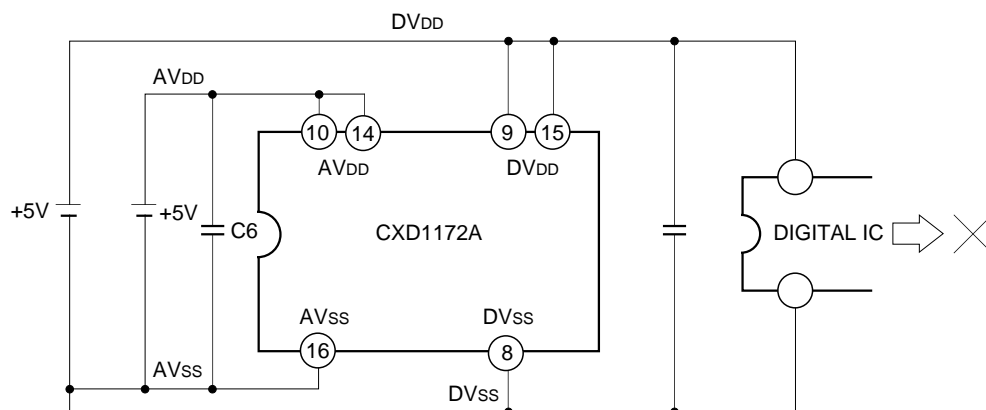 DVDD
AVDD
10
14
9
15
AVDD
DVDD
+5V
+5V
C6
CXD1172A
DIGITAL IC
AVSS
DVSS
16
8
AVSS
DVSS